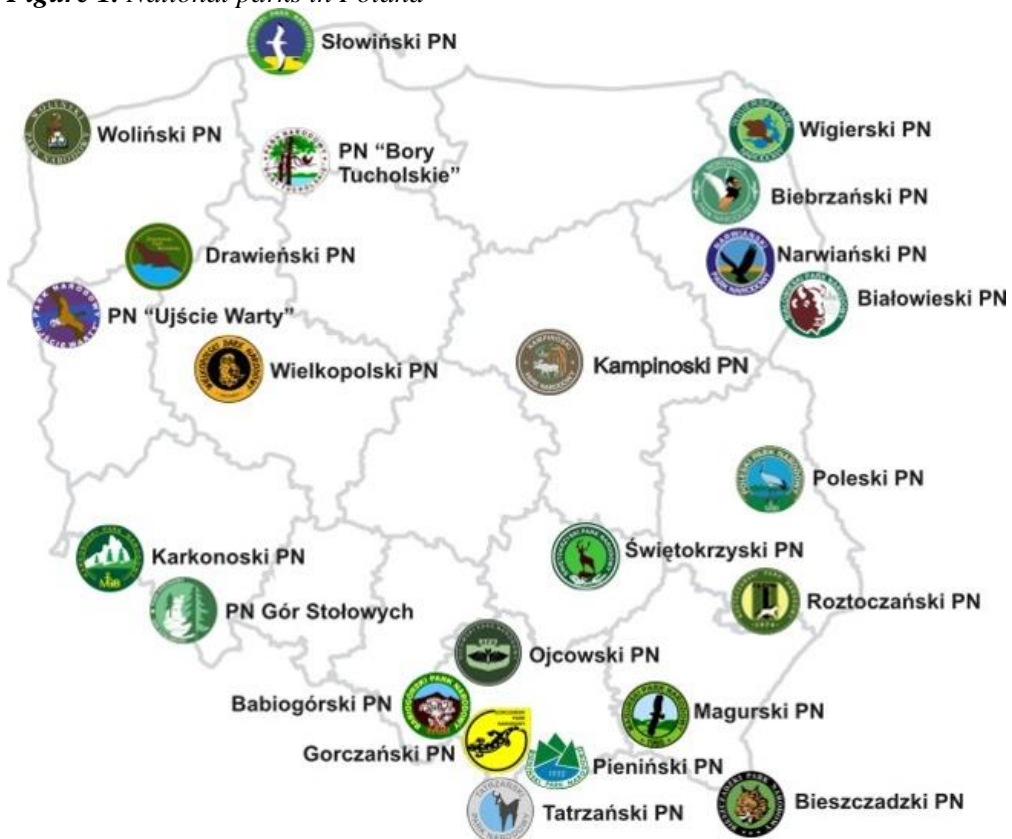 Figure 1. National parks in Poland
Słowiński PN
Woliński PN
PN “Bory
Tucholskie”
Wigierski PN
Biebrzański PN
Drawieński PN
Narwiański PN
Białowieski PN
PN “Ujście Warty”
Wielkopolski PN
Kampinoski PN
Poleski PN
Karkonoski PN
Świętokrzyski PN
PN Gór Stołowych
Roztoczański PN
Ojcowski PN
Babiogórski PN
Magurski PN
Gorczański PN
Pieniński PN
Tatrzański PN
Bieszczadzki PN